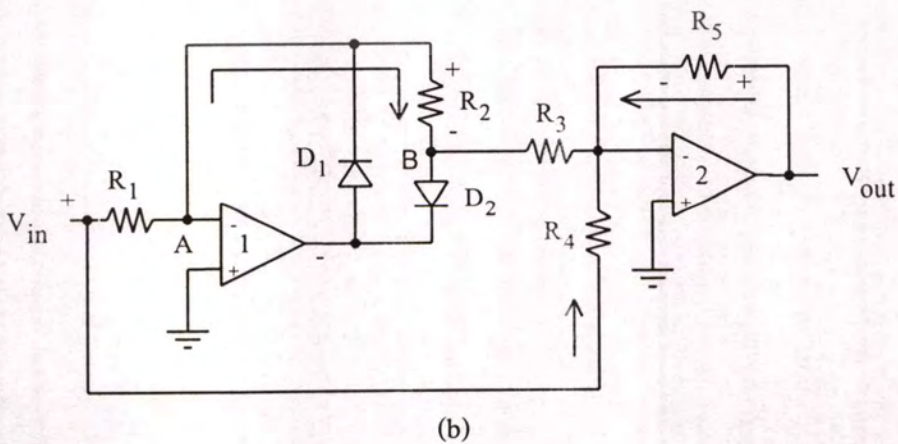 R5
- +
+
R2
-
R3
B
D1
D2
- 2 +
Vout
+
Vin
R1
A
- 1 +
-
R4
(b)